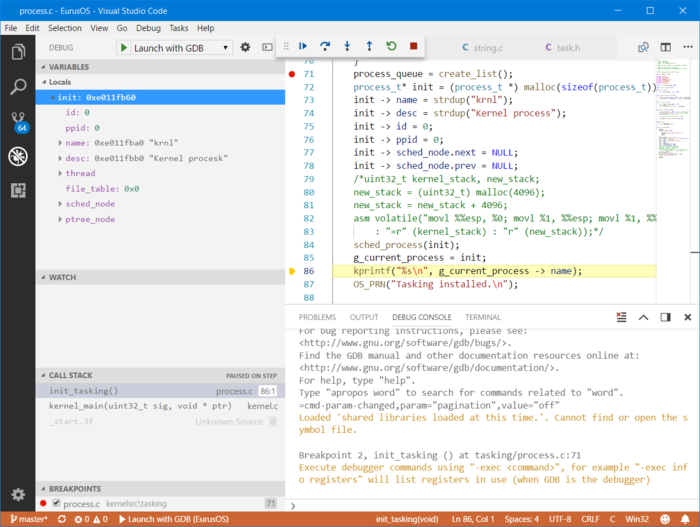 process.c - EurusOS - Visual Studio Code
File Edit Selection View Go Debug Tasks Help
DEBUG Launch with GDB
string.c task.h
VARIABLES
Locals
init: 0xe011fb60
id: 0
ppid: 0
name: 0xe011fba0 "krnl"
desc: 0xe011fbb0 "Kernel procesk"
thread
file_table: 0x0
sched_node
ptree_node
WATCH
CALL STACK PAUSED ON STEP
init_tasking() process.c 86:1
kernel_main(uint32_t sig, void * ptr) kernel.c
_start.3f Unknown Source 0
BREAKPOINTS
process.c kernelsrc\tasking 71
64
70 }
71 process_queue = create_list();
72 process_t* init = (process_t *) malloc(sizeof(process_t))
73 init -> name = strdup("krnl");
74 init -> desc = strdup("Kernel process");
75 init -> id = 0;
76 init -> ppid = 0;
77 init -> sched_node.next = NULL;
78 init -> sched_node.prev = NULL;
79 /*uint32_t kernel_stack, new_stack;
80 new_stack = (uint32_t) malloc(4096);
81 new_stack = new_stack + 4096;
82 asm volatile("movl %%esp, %0; movl %1, %%esp; movl %1, %%
83 : "=r" (kernel_stack) : "r" (new_stack));*/
84 sched_process(init);
85 g_current_process = init;
86 kprintf("%s\n", g_current_process -> name);
87 OS_PRN("Tasking installed.\n");
88
PROBLEMS OUTPUT DEBUG CONSOLE TERMINAL
For bug reporting instructions, please see:
<http://www.gnu.org/software/gdb/bugs/>.
Find the GDB manual and other documentation resources online at:
<http://www.gnu.org/software/gdb/documentation/>.
For help, type "help".
Type "apropos word" to search for commands related to "word".
=cmd-param-changed,param="pagination",value="off"
Loaded 'shared libraries loaded at this time.'. Cannot find or open the s
ymbol file.
Breakpoint 2, init_tasking () at tasking/process.c:71
Execute debugger commands using "-exec <command>", for example "-exec inf
o registers" will list registers in use (when GDB is the debugger)
master* 0 0 Launch with GDB (EurusOS) init_tasking(void) Ln 86, Col 1 Spaces: 4 UTF-8 CRLF C Win32